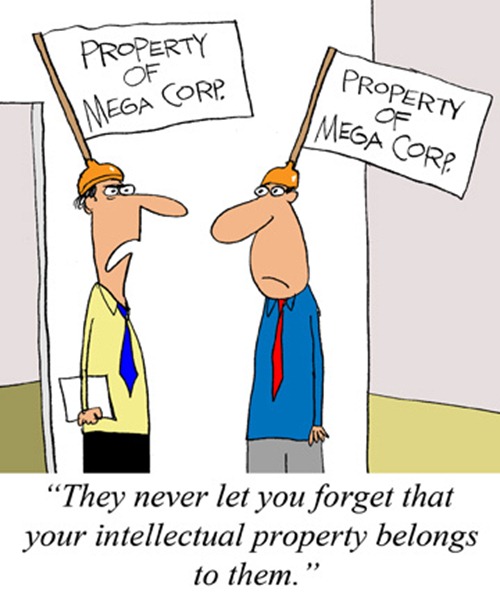 PROPERTY
OF
MEGA CORP.
PROPERTY
OF
MEGA CORP.
“They never let you forget that
your intellectual property belongs
to them.”